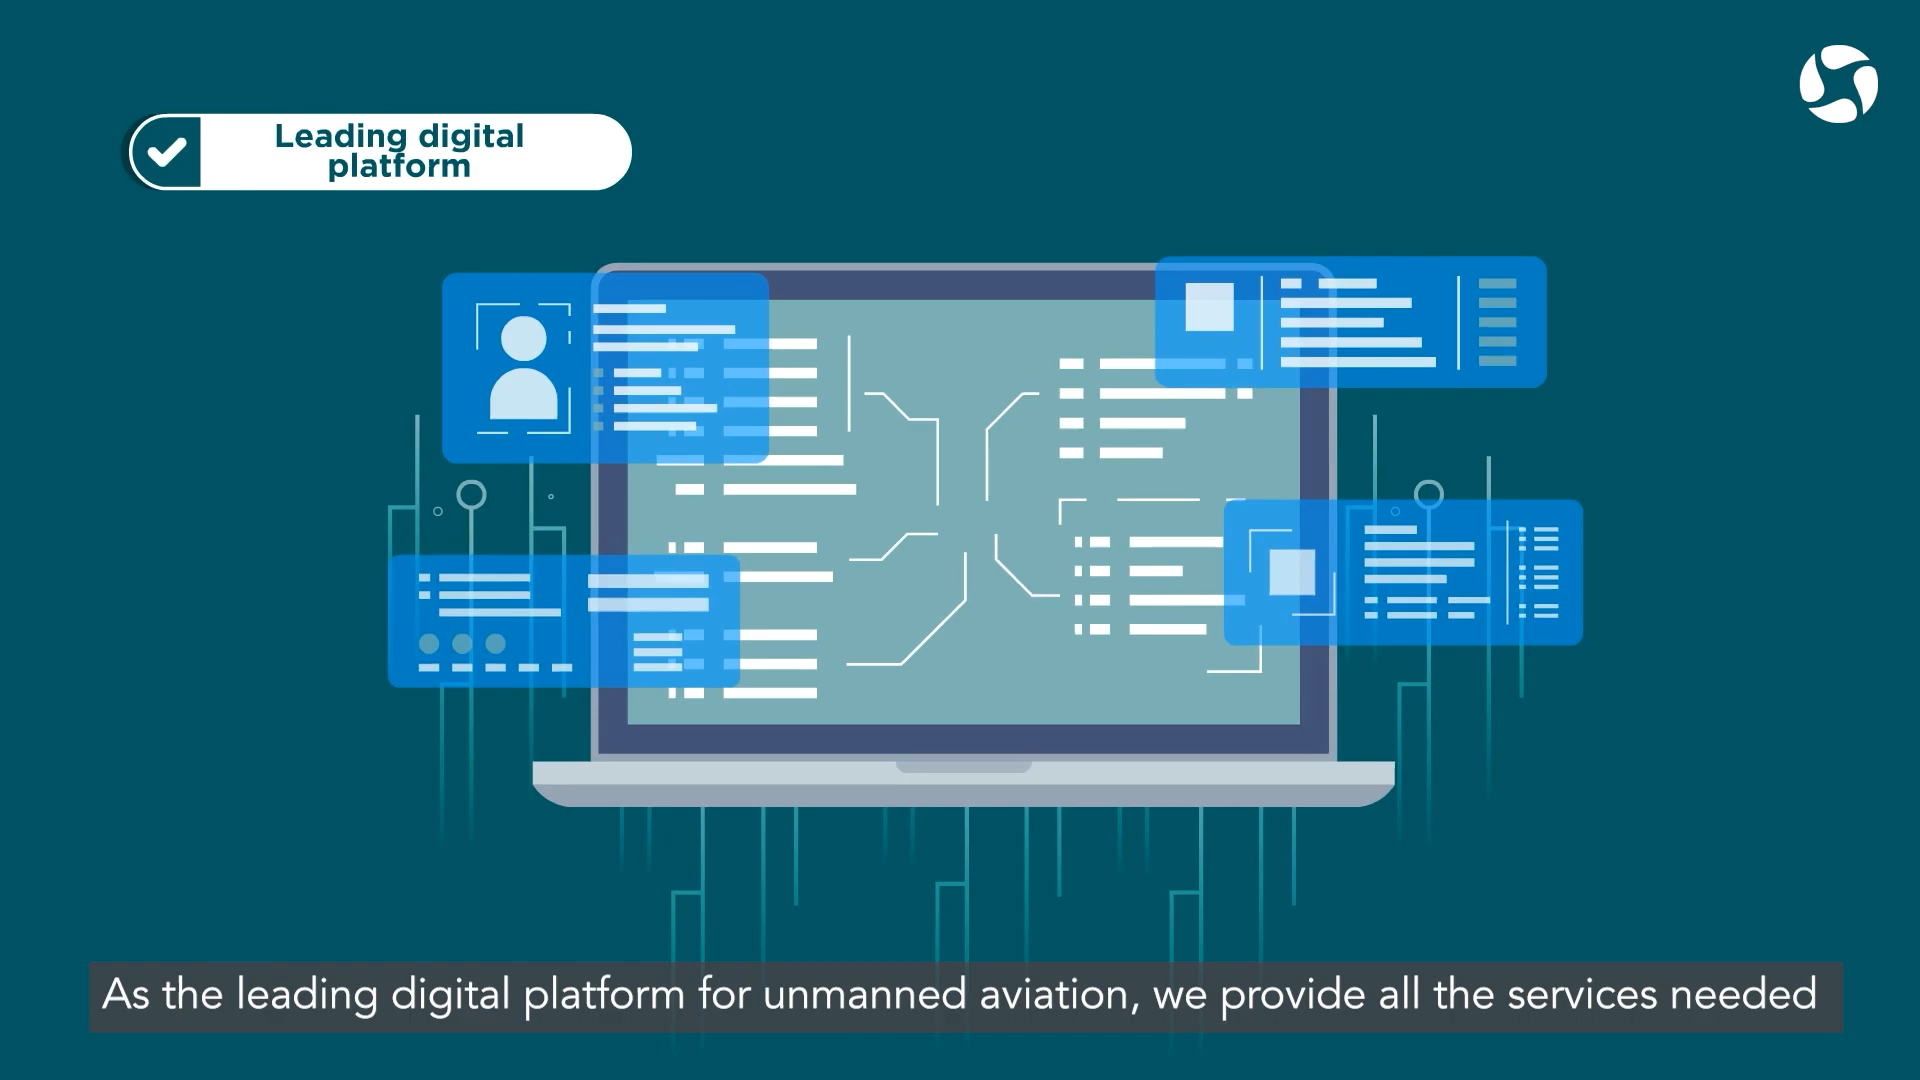 Leading digital
platform
As the leading digital platform for unmanned aviation, we provide all the services needed